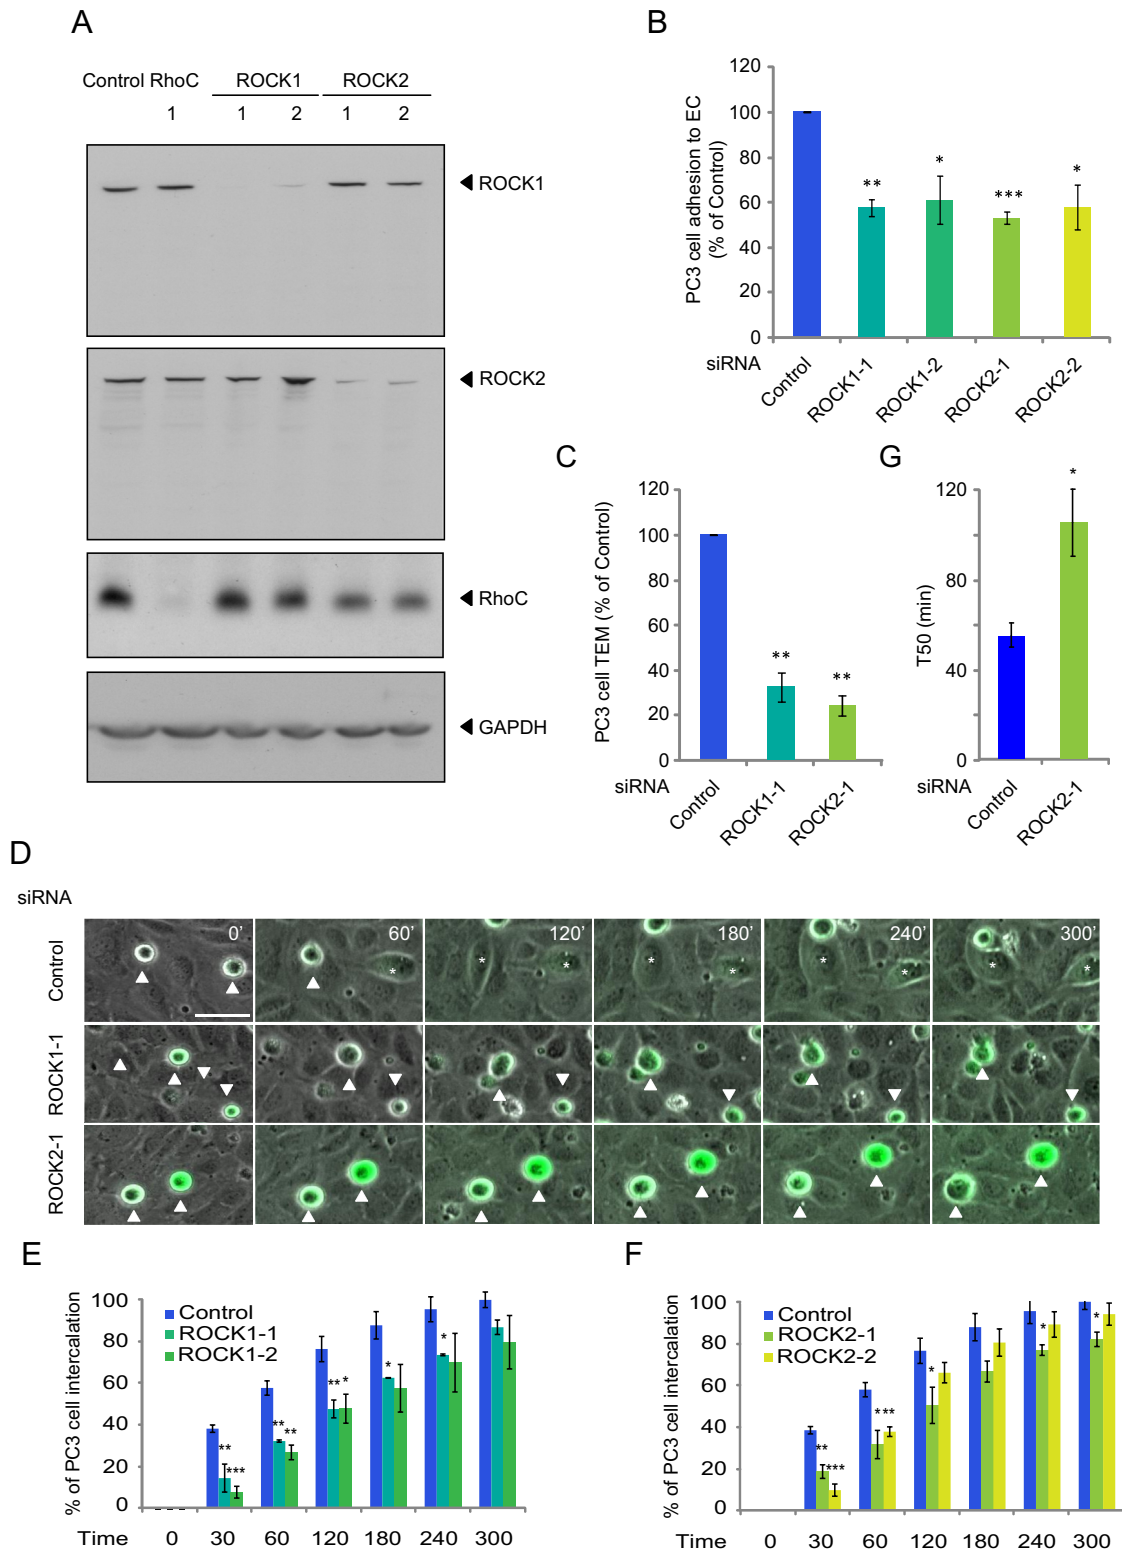 A
Control RhoC ROCK1 ROCK2
1 1 2 1 2
ROCK1
ROCK2
RhoC
GAPDH
B
PC3 cell adhesion to EC
(% of Control)
120
100
80
60
40
20
0
** * *** *
siRNA
Control
ROCK1-1
ROCK1-2
ROCK2-1
ROCK2-2
C
PC3 cell TEM (% of Control)
120
100
80
60
40
20
0
** **
siRNA
Control
ROCK1-1
ROCK2-1
G
T50 (min)
120
80
40
0
*
siRNA
Control
ROCK2-1
D
siRNA
Control
0' 60' 120' 180' 240' 300'
* * * * * * * * *
ROCK1-1
ROCK2-1
E
% of PC3 cell intercalation
100
80
60
40
20
0
Control
ROCK1-1
ROCK1-2
** *** ** ** ** * * *
Time 0 30 60 120 180 240 300
F
% of PC3 cell intercalation
100
80
60
40
20
0
Control
ROCK2-1
ROCK2-2
** *** * *** * * *
Time 0 30 60 120 180 240 300